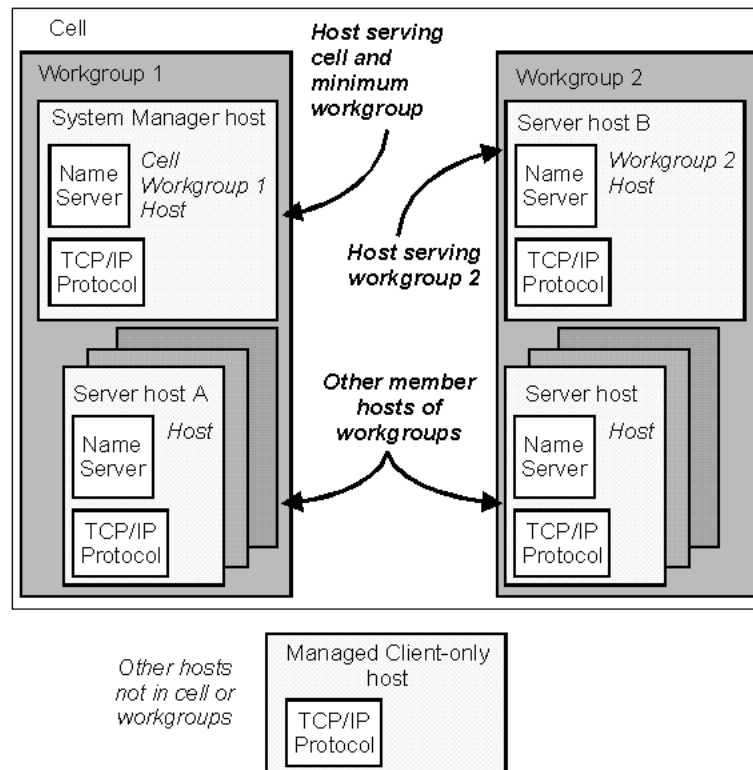 Cell
Workgroup 1
System Manager host
Name
Server
Cell
Workgroup 1
Host
TCP/IP
Protocol
Server host A
Name
Server
Host
TCP/IP
Protocol
Host serving
cell and
minimum
workgroup
Host serving
workgroup 2
Other member
hosts of
workgroups
Workgroup 2
Server host B
Name
Server
Workgroup 2
Host
TCP/IP
Protocol
Server host
Name
Server
Host
TCP/IP
Protocol
Other hosts
not in cell or
workgroups
Managed Client-only
host
TCP/IP
Protocol